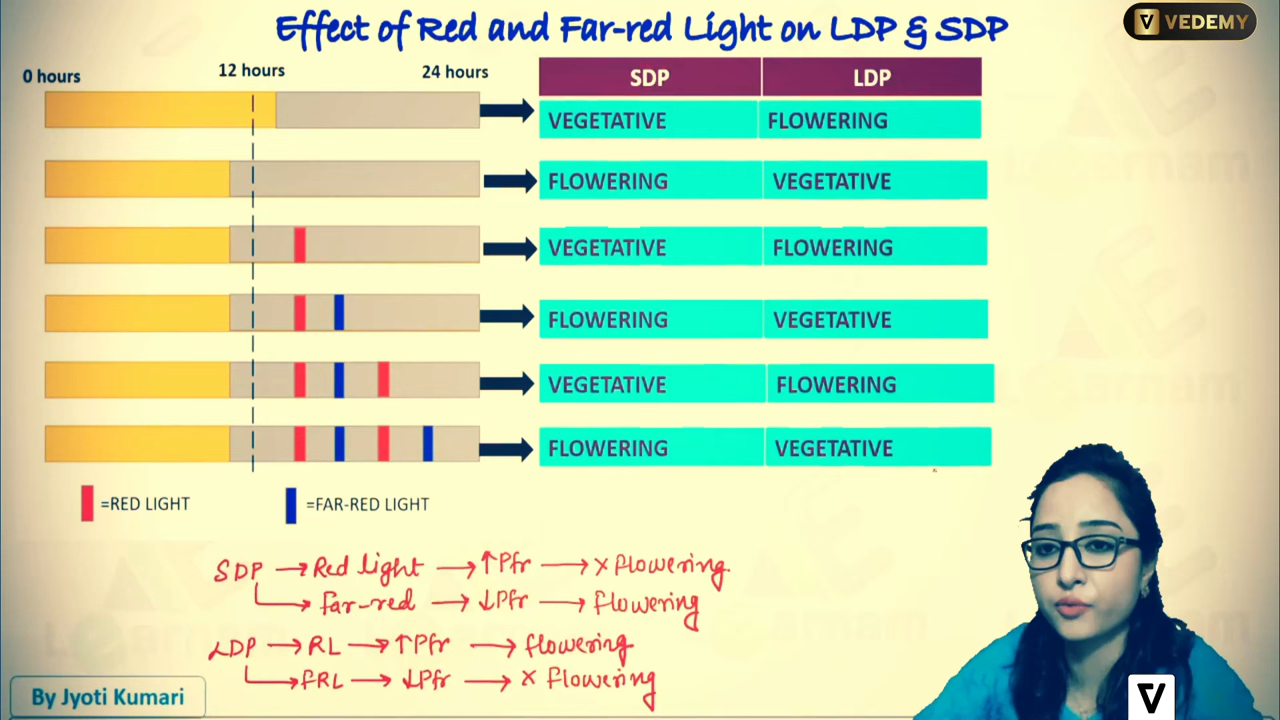 Effect of Red and Far-red Light on LDP & SDP
VEDEMY
0 hours 12 hours 24 hours
SDP LDP
VEGETATIVE FLOWERING
FLOWERING VEGETATIVE
VEGETATIVE FLOWERING
FLOWERING VEGETATIVE
VEGETATIVE FLOWERING
FLOWERING VEGETATIVE
=RED LIGHT =FAR-RED LIGHT
SDP → Red light → ↑Pfr → x flowering
→ far-red → ↓Pfr → flowering
LDP → RL → ↑Pfr → flowering
→ FRL → ↓Pfr → x flowering
By Jyoti Kumari